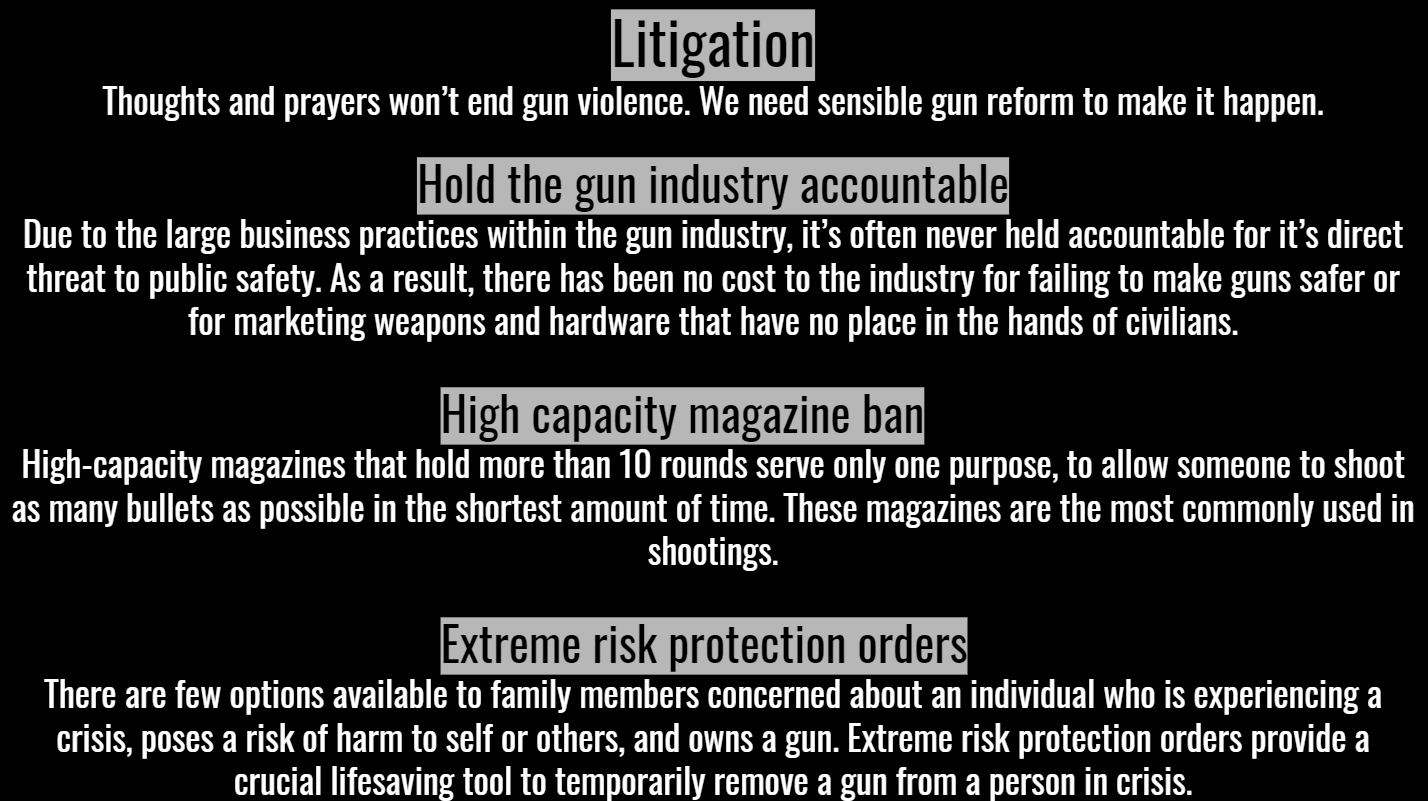 Litigation
Thoughts and prayers won’t end gun violence. We need sensible gun reform to make it happen.
Hold the gun industry accountable
Due to the large business practices within the gun industry, it’s often never held accountable for it’s direct
threat to public safety. As a result, there has been no cost to the industry for failing to make guns safer or
for marketing weapons and hardware that have no place in the hands of civilians.
High capacity magazine ban
High-capacity magazines that hold more than 10 rounds serve only one purpose, to allow someone to shoot
as many bullets as possible in the shortest amount of time. These magazines are the most commonly used in
shootings.
Extreme risk protection orders
There are few options available to family members concerned about an individual who is experiencing a
crisis, poses a risk of harm to self or others, and owns a gun. Extreme risk protection orders provide a
crucial lifesaving tool to temporarily remove a gun from a person in crisis.